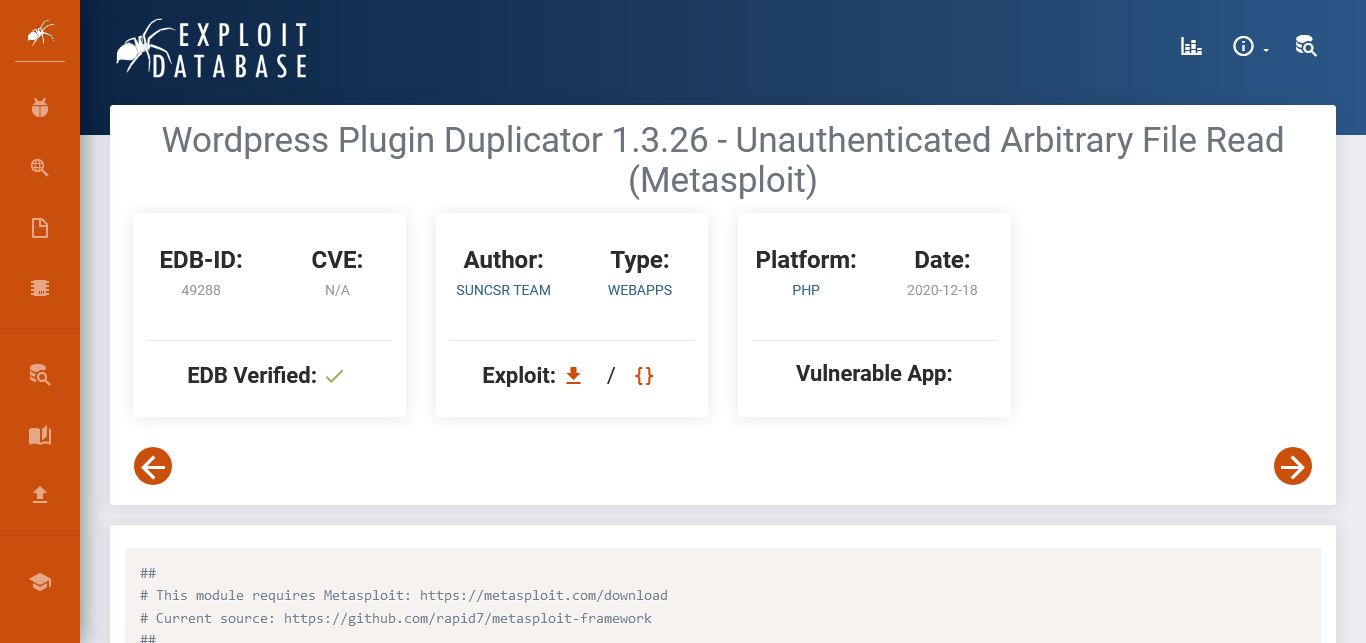 EXPLOIT
DATABASE
Wordpress Plugin Duplicator 1.3.26 - Unauthenticated Arbitrary File Read
(Metasploit)
EDB-ID:
49288
CVE:
N/A
EDB Verified:
Author:
SUNCSR TEAM
Type:
WEBAPPS
Exploit: / {}
Platform:
PHP
Date:
2020-12-18
Vulnerable App:
##
# This module requires Metasploit: https://metasploit.com/download
# Current source: https://github.com/rapid7/metasploit-framework
##